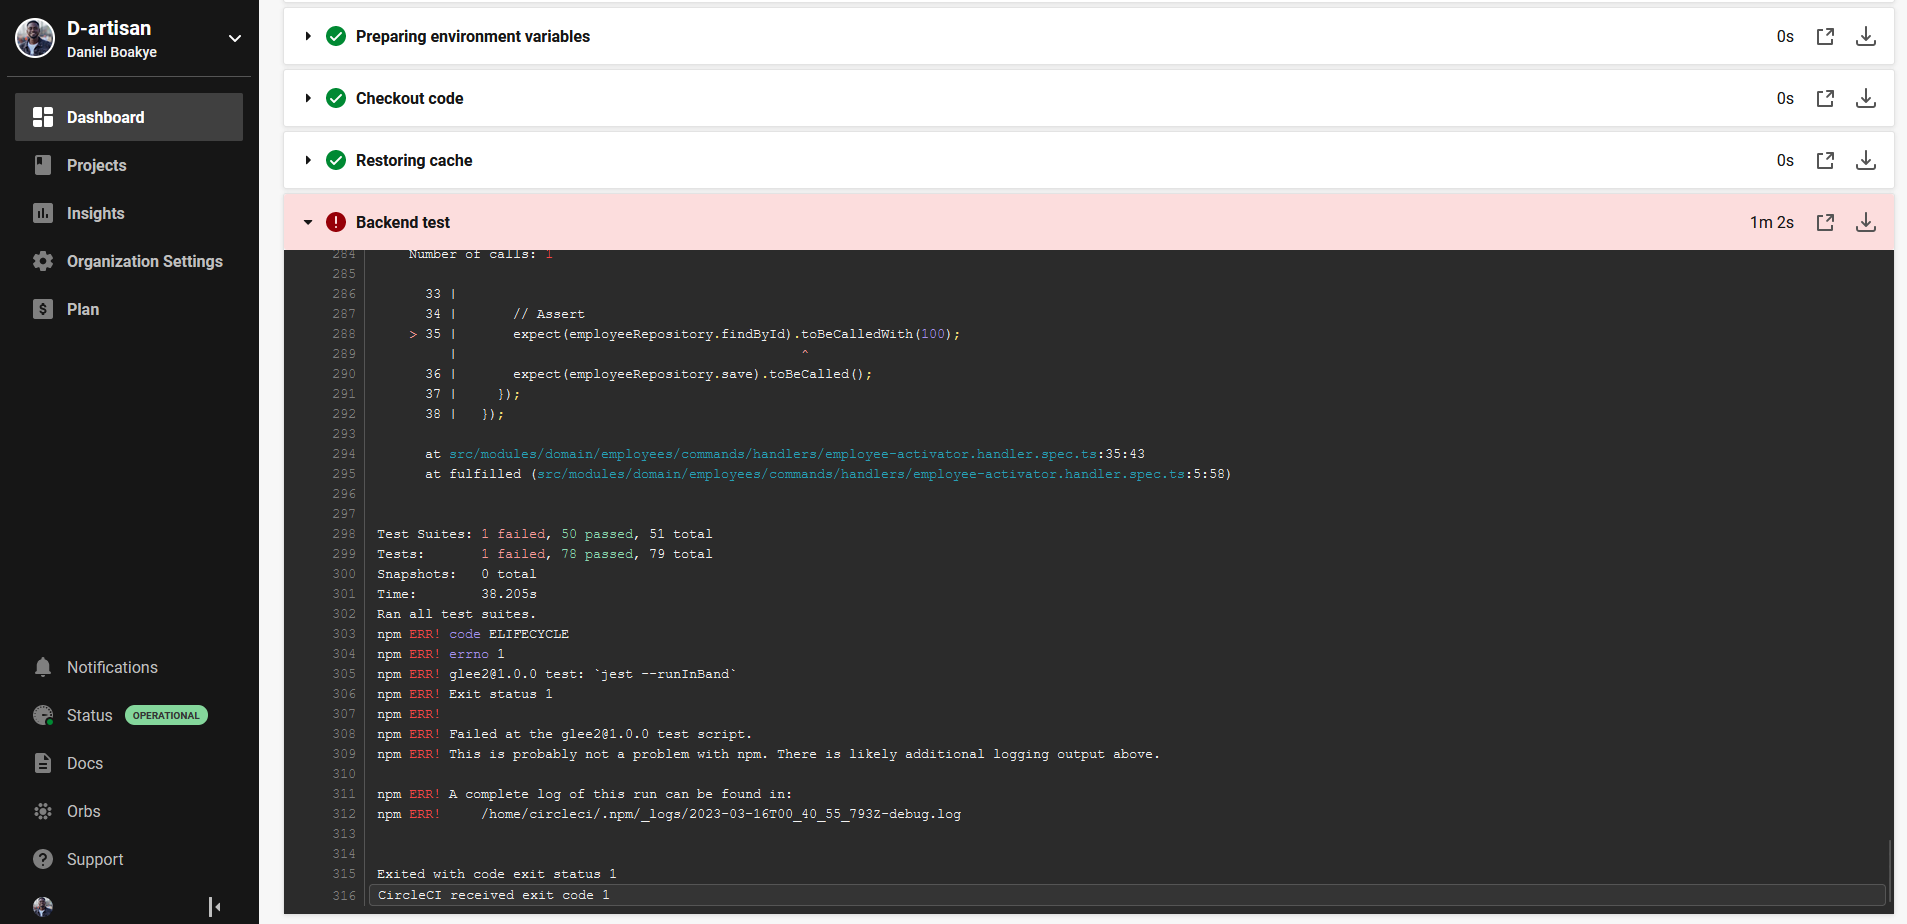 D-artisan
Daniel Boakye
Dashboard
Projects
Insights
Organization Settings
Plan
Notifications
Status OPERATIONAL
Docs
Orbs
Support
Preparing environment variables 0s
Checkout code 0s
Restoring cache 0s
Backend test 1m 2s
284 Number of calls: 1
285
286 33 |
287 34 | // Assert
288 > 35 | expect(employeeRepository.findById).toBeCalledWith(100);
289 | ^
290 36 | expect(employeeRepository.save).toBeCalled();
291 37 | });
292 38 | });
293
294 at src/modules/domain/employees/commands/handlers/employee-activator.handler.spec.ts:35:43
295 at fulfilled (src/modules/domain/employees/commands/handlers/employee-activator.handler.spec.ts:5:58)
296
297
298 Test Suites: 1 failed, 50 passed, 51 total
299 Tests: 1 failed, 78 passed, 79 total
300 Snapshots: 0 total
301 Time: 38.205s
302 Ran all test suites.
303 npm ERR! code ELIFECYCLE
304 npm ERR! errno 1
305 npm ERR! glee2@1.0.0 test: `jest --runInBand`
306 npm ERR! Exit status 1
307 npm ERR!
308 npm ERR! Failed at the glee2@1.0.0 test script.
309 npm ERR! This is probably not a problem with npm. There is likely additional logging output above.
310
311 npm ERR! A complete log of this run can be found in:
312 npm ERR! /home/circleci/.npm/_logs/2023-03-16T00_40_55_793Z-debug.log
313
314
315 Exited with code exit status 1
316 CircleCI received exit code 1